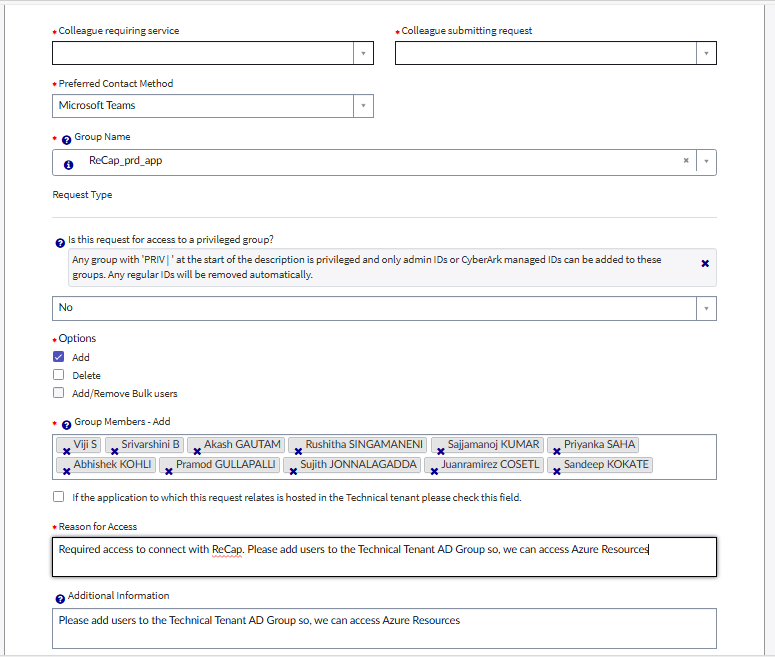 * Colleague requiring service * Colleague submitting request
* Preferred Contact Method
Microsoft Teams
* Group Name
ReCap_prd_app
Request Type
Is this request for access to a privileged group?
Any group with 'PRIV| ' at the start of the description is privileged and only admin IDs or CyberArk managed IDs can be added to these
groups. Any regular IDs will be removed automatically.
No
* Options
Add
Delete
Add/Remove Bulk users
* Group Members - Add
Viji S Srivarshini B Akash GAUTAM Rushitha SINGAMANENI Sajjamanoj KUMAR Priyanka SAHA
Abhishek KOHLI Pramod GULLAPALLI Sujith JONNALAGADDA Juanramirez COSETL Sandeep KOKATE
If the application to which this request relates is hosted in the Technical tenant please check this field.
* Reason for Access
Required access to connect with ReCap. Please add users to the Technical Tenant AD Group so, we can access Azure Resources
Additional Information
Please add users to the Technical Tenant AD Group so, we can access Azure Resources